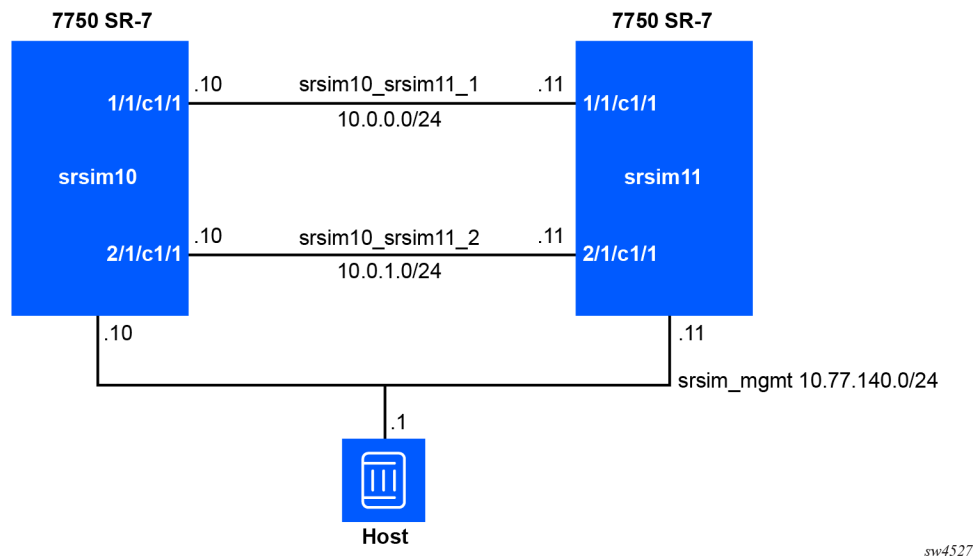 7750 SR-7 7750 SR-7
.10 srsim10_srsim11_1 .11
1/1/c1/1 10.0.0.0/24 1/1/c1/1
srsim10 srsim11
.10 srsim10_srsim11_2 .11
2/1/c1/1 10.0.1.0/24 2/1/c1/1
.10 .11
srsim_mgmt 10.77.140.0/24
.1
Host
sw4527